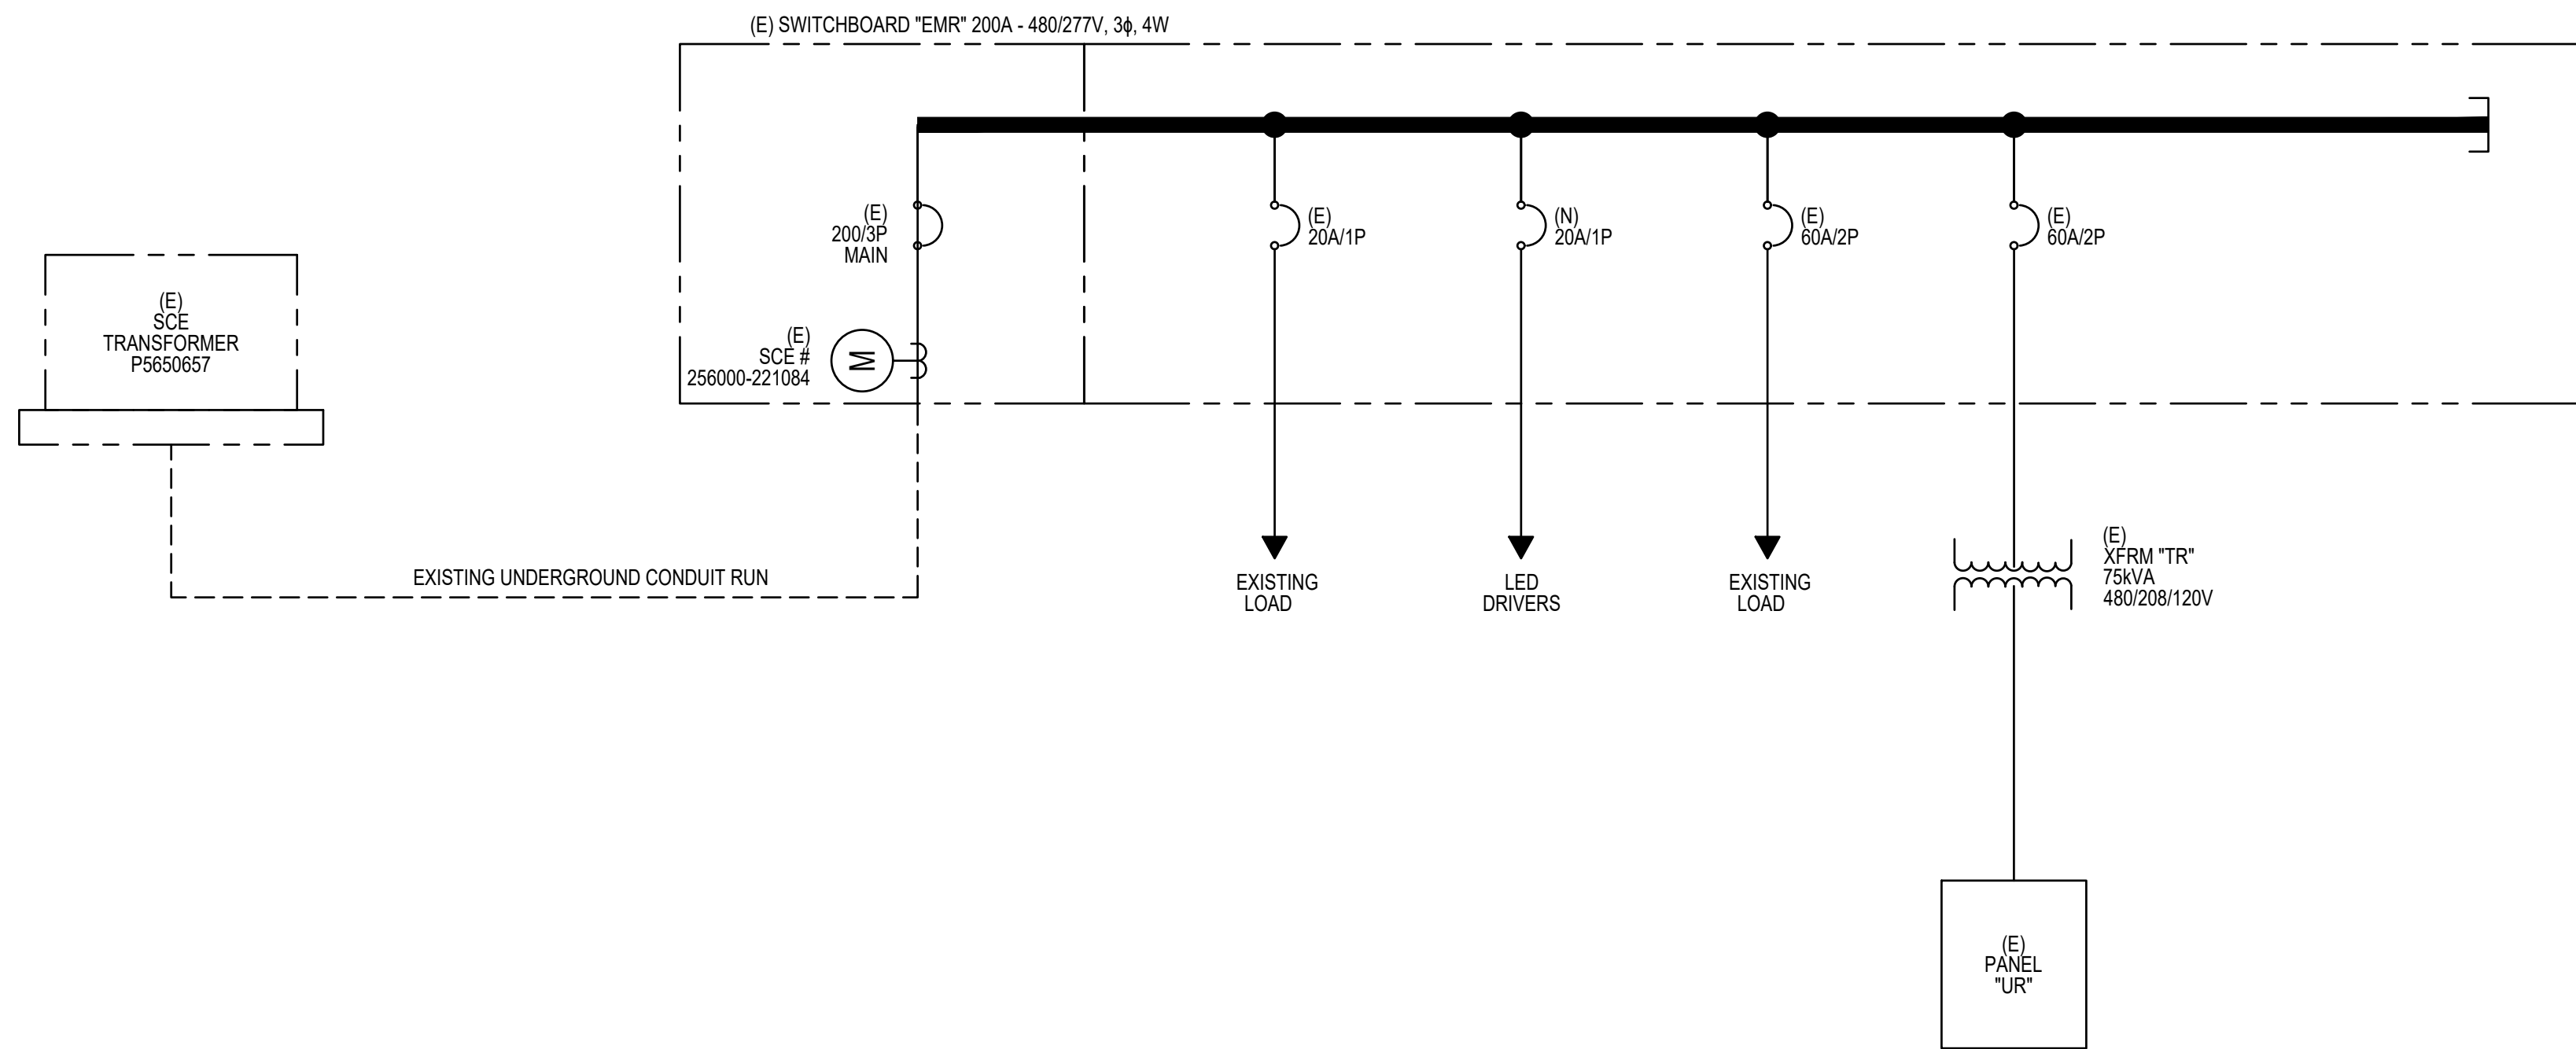 (E) SWITCHBOARD "EMR" 200A - 480/277V, 3ϕ, 4W
(E)
200/3P
MAIN
(E)
20A/1P
(N)
20A/1P
(E)
60A/2P
(E)
60A/2P
(E)
SCE
TRANSFORMER
P5650657
(E)
SCE #
256000-221084
M
EXISTING UNDERGROUND CONDUIT RUN
EXISTING
LOAD
LED
DRIVERS
EXISTING
LOAD
(E)
XFRM "TR"
75kVA
480/208/120V
(E)
PANEL
"UR"